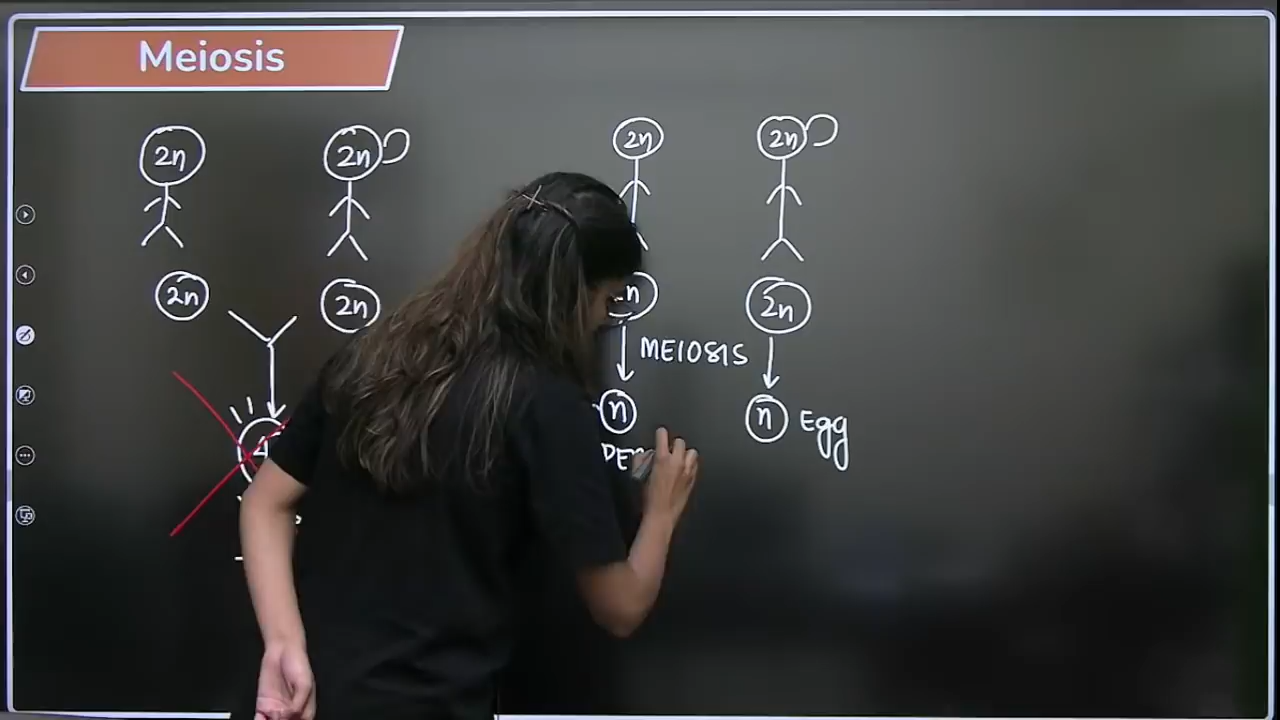 Meiosis
2n 2n 2n 2n
2n 2n 2n
MEIOSIS
n n Egg